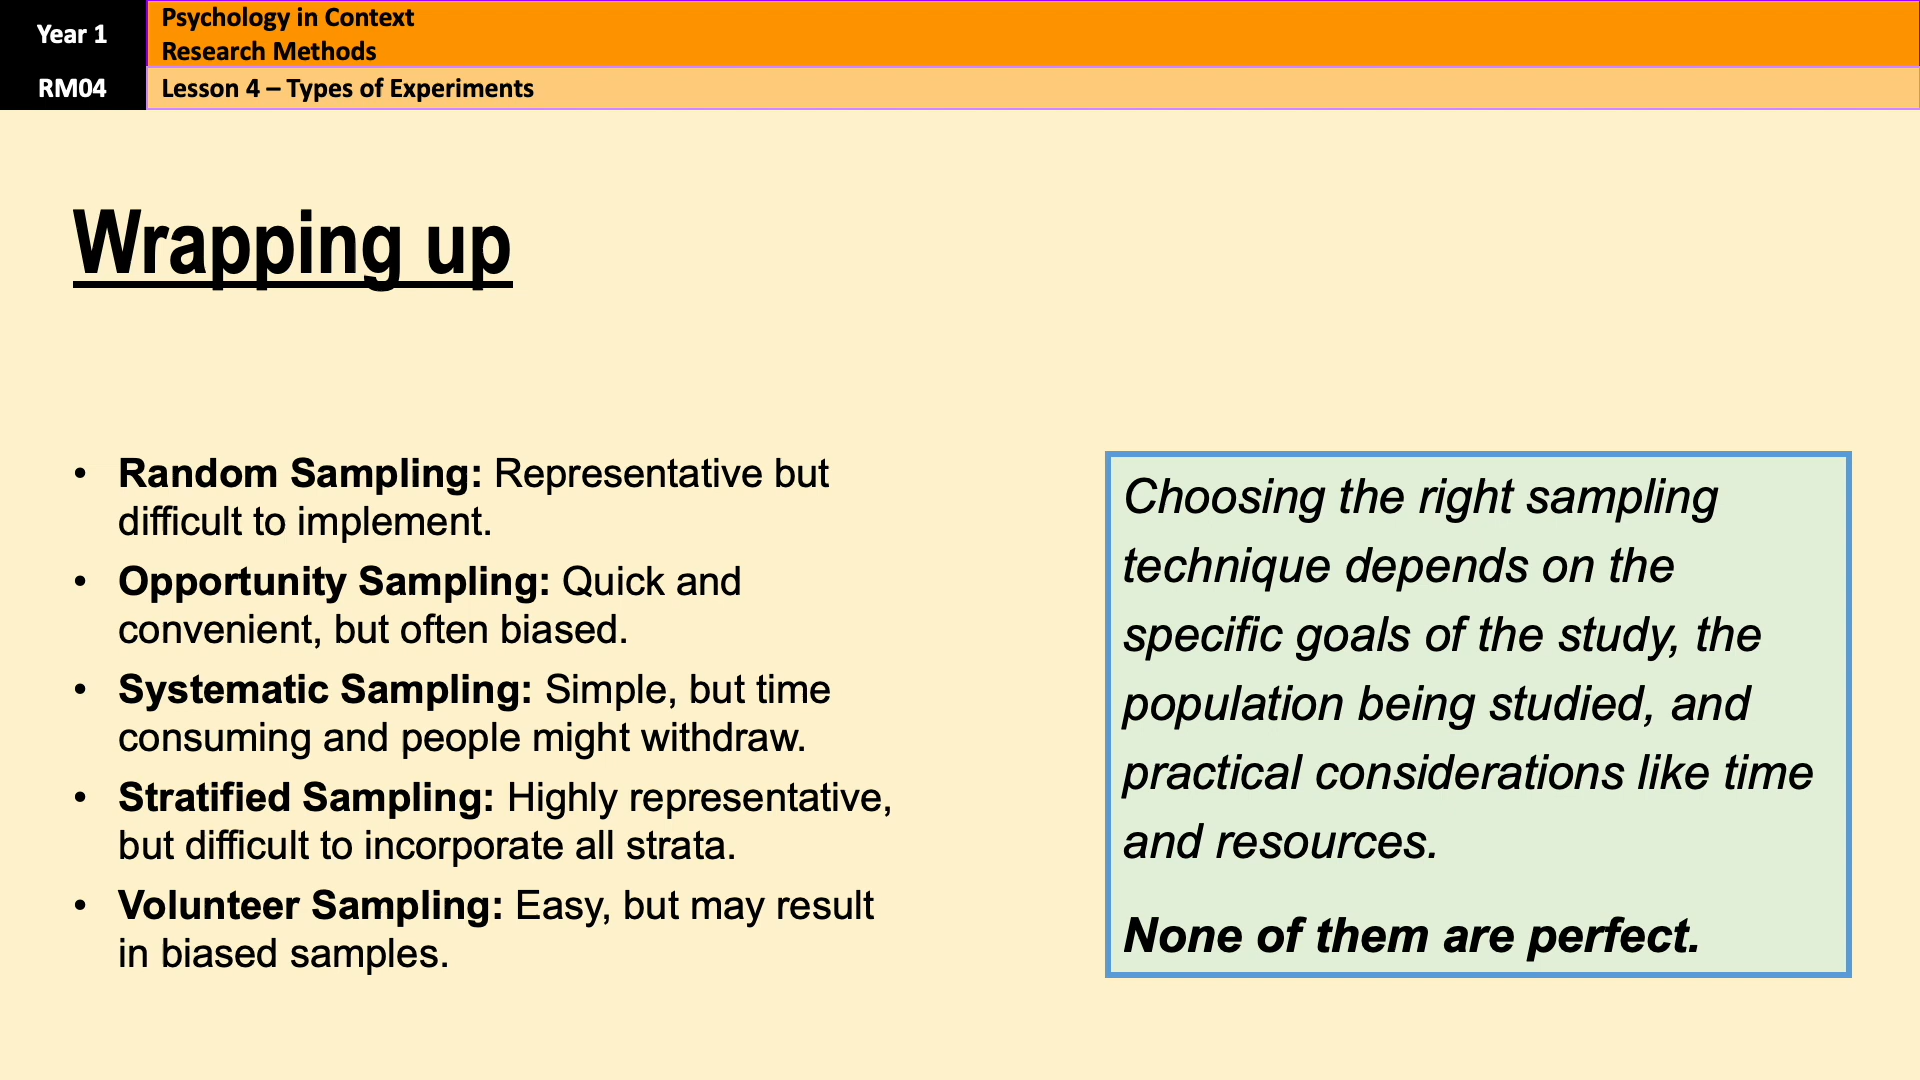 Year 1
Psychology in Context
Research Methods
RM04
Lesson 4 – Types of Experiments
Wrapping up
• Random Sampling: Representative but
difficult to implement.
• Opportunity Sampling: Quick and
convenient, but often biased.
• Systematic Sampling: Simple, but time
consuming and people might withdraw.
• Stratified Sampling: Highly representative,
but difficult to incorporate all strata.
• Volunteer Sampling: Easy, but may result
in biased samples.
Choosing the right sampling
technique depends on the
specific goals of the study, the
population being studied, and
practical considerations like time
and resources.
None of them are perfect.